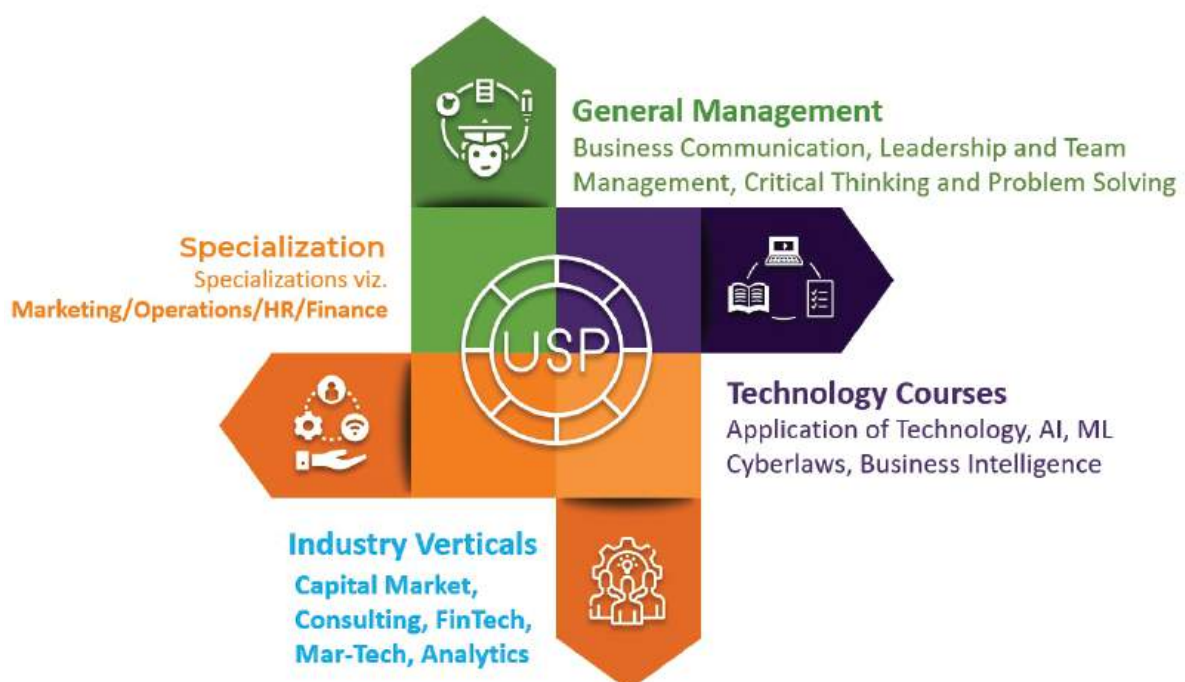 General Management
Business Communication, Leadership and Team
Management, Critical Thinking and Problem Solving
Specialization
Specializations viz.
Marketing/Operations/HR/Finance
USP
Technology Courses
Application of Technology, AI, ML
Cyberlaws, Business Intelligence
Industry Verticals
Capital Market,
Consulting, FinTech,
Mar-Tech, Analytics